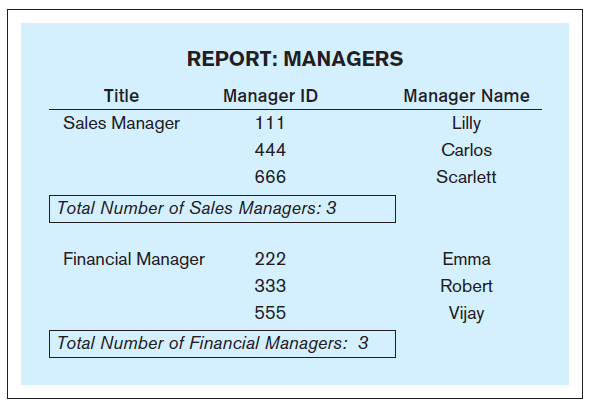 REPORT: MANAGERS
Title Manager ID Manager Name
Sales Manager 111 Lilly
444 Carlos
666 Scarlett
Total Number of Sales Managers: 3
Financial Manager 222 Emma
333 Robert
555 Vijay
Total Number of Financial Managers: 3